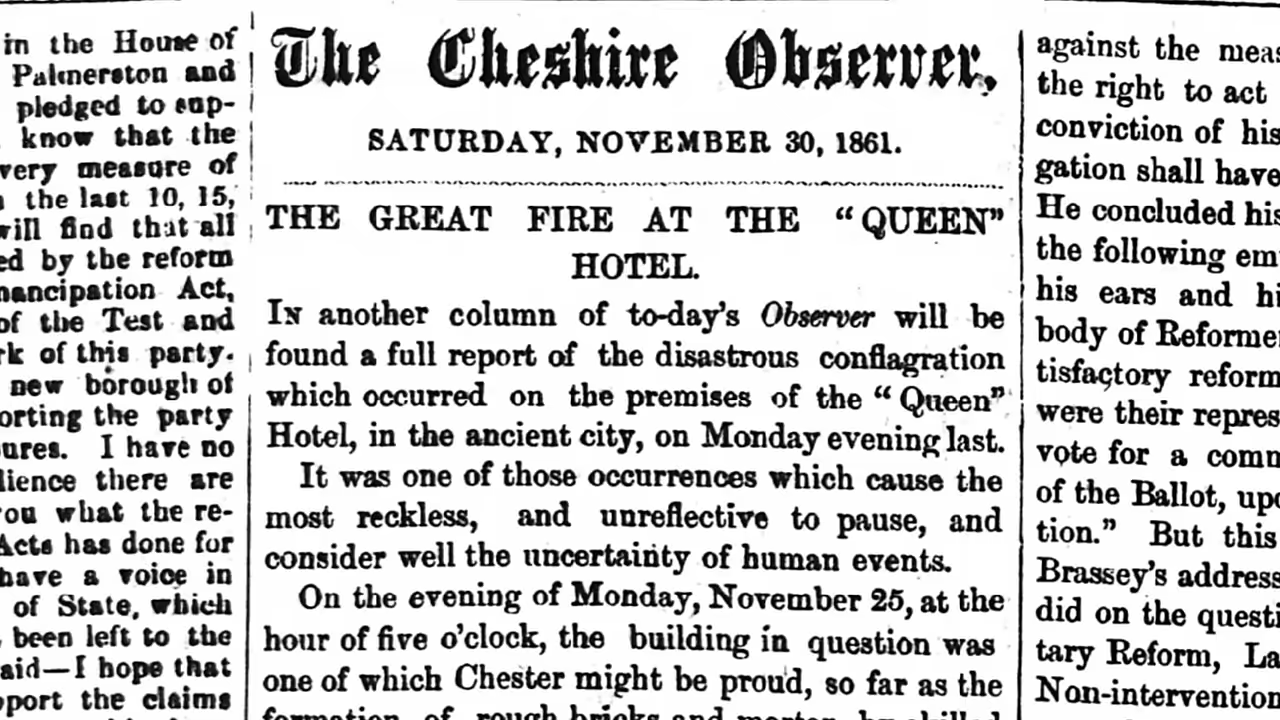 in the House of
Palmerston and
pledged to sup-
know that the
very measure of
the last 10, 15,
will find that all
ed by the reform
mancipation Act,
of the Test and
rk of this party.
new borough of
orting the party
ures. I have no
dience there are
ou what the re-
Acts has done for
have a voice in
of State, which
been left to the
aid—I hope that
pport the claims
The Cheshire Observer,
SATURDAY, NOVEMBER 30, 1861.
THE GREAT FIRE AT THE "QUEEN"
HOTEL.
IN another column of to-day's Observer will be
found a full report of the disastrous conflagration
which occurred on the premises of the "Queen"
Hotel, in the ancient city, on Monday evening last.
It was one of those occurrences which cause the
most reckless, and unreflective to pause, and
consider well the uncertainty of human events.
On the evening of Monday, November 25, at the
hour of five o'clock, the building in question was
one of which Chester might be proud, so far as the
formation of rough bricks and mortar by skilled
against the meas
the right to act
conviction of his
gation shall have
He concluded his
the following em
his ears and hi
body of Reformer
tisfactory reform
were their repres
vote for a comm
of the Ballot, upo
tion." But this
Brassey's address
did on the questi
tary Reform, La
Non-intervention